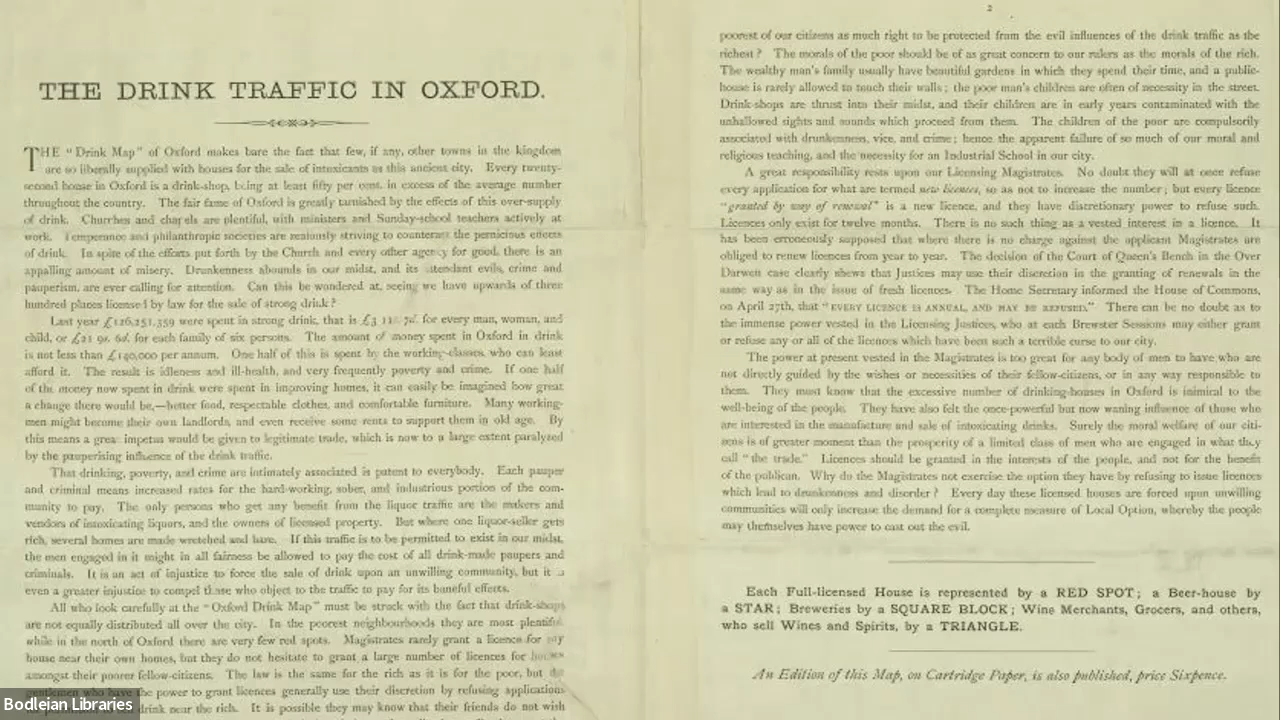 THE DRINK TRAFFIC IN OXFORD.
THE "Drink Map" of Oxford makes bare the fact that few, if any, other towns in the kingdom
are so liberally supplied with houses for the sale of intoxicants as this ancient city. Every twenty-
second house in Oxford is a drink-shop, being at least fifty per cent. in excess of the average number
throughout the country. The fair fame of Oxford is greatly tarnished by the effects of this over-supply
of drink. Churches and chapels are plentiful, with ministers and Sunday-school teachers actively at
work. Temperance and philanthropic societies are zealously striving to counteract the pernicious effects
of drink. In spite of the efforts put forth by the Church and every other agency for good, there is an
appalling amount of misery. Drunkenness abounds in our midst, and its attendant evils, crime and
pauperism, are ever calling for attention. Can this be wondered at, seeing we have upwards of three
hundred places licensed by law for the sale of strong drink?
Last year £126,251,359 were spent in strong drink, that is £3 11s. 7d. for every man, woman, and
child, or £21 9s. 6d. for each family of six persons. The amount of money spent in Oxford in drink
is not less than £140,000 per annum. One half of this is spent by the working-classes, who can least
afford it. The result is idleness and ill-health, and very frequently poverty and crime. If one half
of the money now spent in drink were spent in improving homes, it can easily be imagined how great
a change there would be,—better food, respectable clothes, and comfortable furniture. Many working-
men might become their own landlords, and even receive some rents to support them in old age. By
this means a great impetus would be given to legitimate trade, which is now to a large extent paralyzed
by the pauperising influence of the drink traffic.
That drinking, poverty, and crime are intimately associated is patent to everybody. Each pauper
and criminal means increased rates for the hard-working, sober, and industrious portion of the com-
munity to pay. The only persons who get any benefit from the liquor traffic are the makers and
vendors of intoxicating liquors, and the owners of licensed property. But where one liquor-seller gets
rich, several homes are made wretched and bare. If this traffic is to be permitted to exist in our midst,
the men engaged in it might in all fairness be allowed to pay the cost of all drink-made paupers and
criminals. It is an act of injustice to force the sale of drink upon an unwilling community, but it is
even a greater injustice to compel those who object to the traffic to pay for its baneful effects.
All who look carefully at the "Oxford Drink Map" must be struck with the fact that drink-shops
are not equally distributed all over the city. In the poorest neighbourhoods they are most plentiful,
while in the north of Oxford there are very few red spots. Magistrates rarely grant a licence for any
house near their own homes, but they do not hesitate to grant a large number of licences for houses
amongst their poorer fellow-citizens. The law is the same for the rich as it is for the poor, but the
gentlemen who have the power to grant licences generally use their discretion by refusing applications
drink near the rich. It is possible they may know that their friends do not wish
2
poorest of our citizens as much right to be protected from the evil influences of the drink traffic as the
richest? The morals of the poor should be of as great concern to our rulers as the morals of the rich.
The wealthy man's family usually have beautiful gardens in which they spend their time, and a public-
house is rarely allowed to touch their walls; the poor man's children are often of necessity in the street.
Drink-shops are thrust into their midst, and their children are in early years contaminated with the
unhallowed sights and sounds which proceed from them. The children of the poor are compulsorily
associated with drunkenness, vice, and crime; hence the apparent failure of so much of our moral and
religious teaching, and the necessity for an Industrial School in our city.
A great responsibility rests upon our Licensing Magistrates. No doubt they will at once refuse
every application for what are termed new licences, so as not to increase the number; but every licence
"granted by way of renewal" is a new licence, and they have discretionary power to refuse such.
Licences only exist for twelve months. There is no such thing as a vested interest in a licence. It
has been erroneously supposed that where there is no charge against the applicant Magistrates are
obliged to renew licences from year to year. The decision of the Court of Queen's Bench in the Over
Darwen case clearly shews that Justices may use their discretion in the granting of renewals in the
same way as in the issue of fresh licences. The Home Secretary informed the House of Commons,
on April 27th, that "EVERY LICENCE IS ANNUAL, AND MAY BE REFUSED." There can be no doubt as to
the immense power vested in the Licensing Justices, who at each Brewster Sessions may either grant
or refuse any or all of the licences which have been such a terrible curse to our city.
The power at present vested in the Magistrates is too great for any body of men to have who are
not directly guided by the wishes or necessities of their fellow-citizens, or in any way responsible to
them. They must know that the excessive number of drinking-houses in Oxford is inimical to the
well-being of the people. They have also felt the once-powerful but now waning influence of those who
are interested in the manufacture and sale of intoxicating drinks. Surely the moral welfare of our citi-
zens is of greater moment than the prosperity of a limited class of men who are engaged in what they
call "the trade." Licences should be granted in the interests of the people, and not for the benefit
of the publican. Why do the Magistrates not exercise the option they have by refusing to issue licences
which lead to drunkenness and disorder? Every day these licensed houses are forced upon unwilling
communities will only increase the demand for a complete measure of Local Option, whereby the people
may themselves have power to cast out the evil.
Each Full-licensed House is represented by a RED SPOT; a Beer-house by
a STAR; Breweries by a SQUARE BLOCK; Wine Merchants, Grocers, and others,
who sell Wines and Spirits, by a TRIANGLE.
An Edition of this Map, on Cartridge Paper, is also published, price Sixpence.
Bodleian Libraries